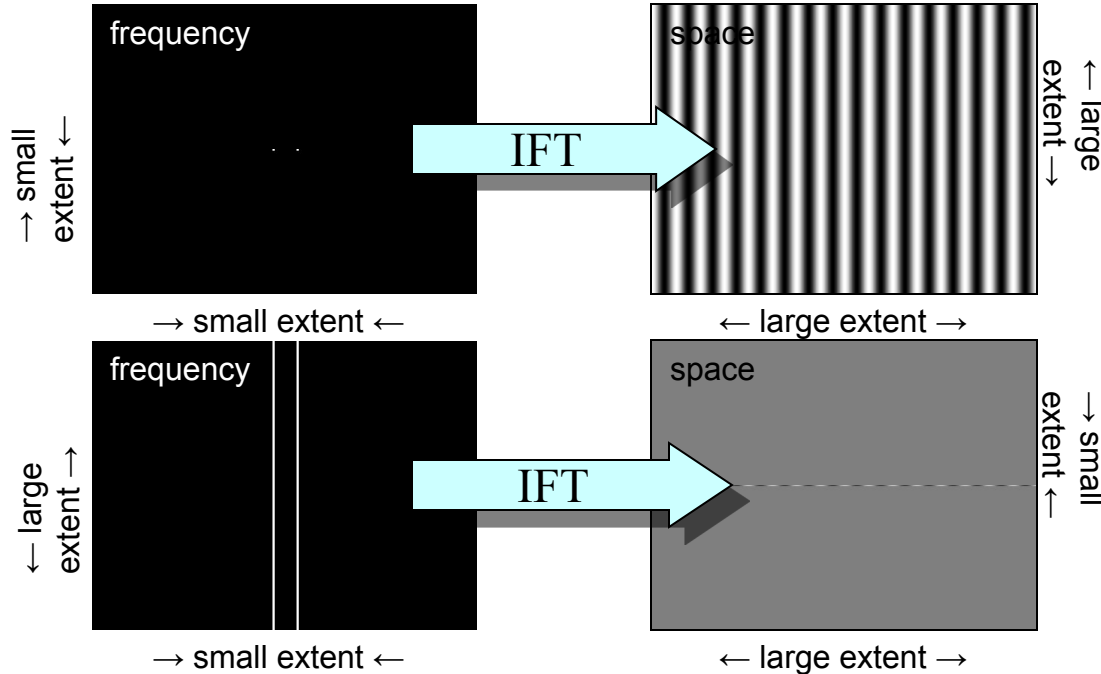 frequency
space
→ small
extent ←
IFT
← large
extent →
→ small extent ←
← large extent →
frequency
space
← large
extent →
IFT
→ small
extent ←
→ small extent ←
← large extent →